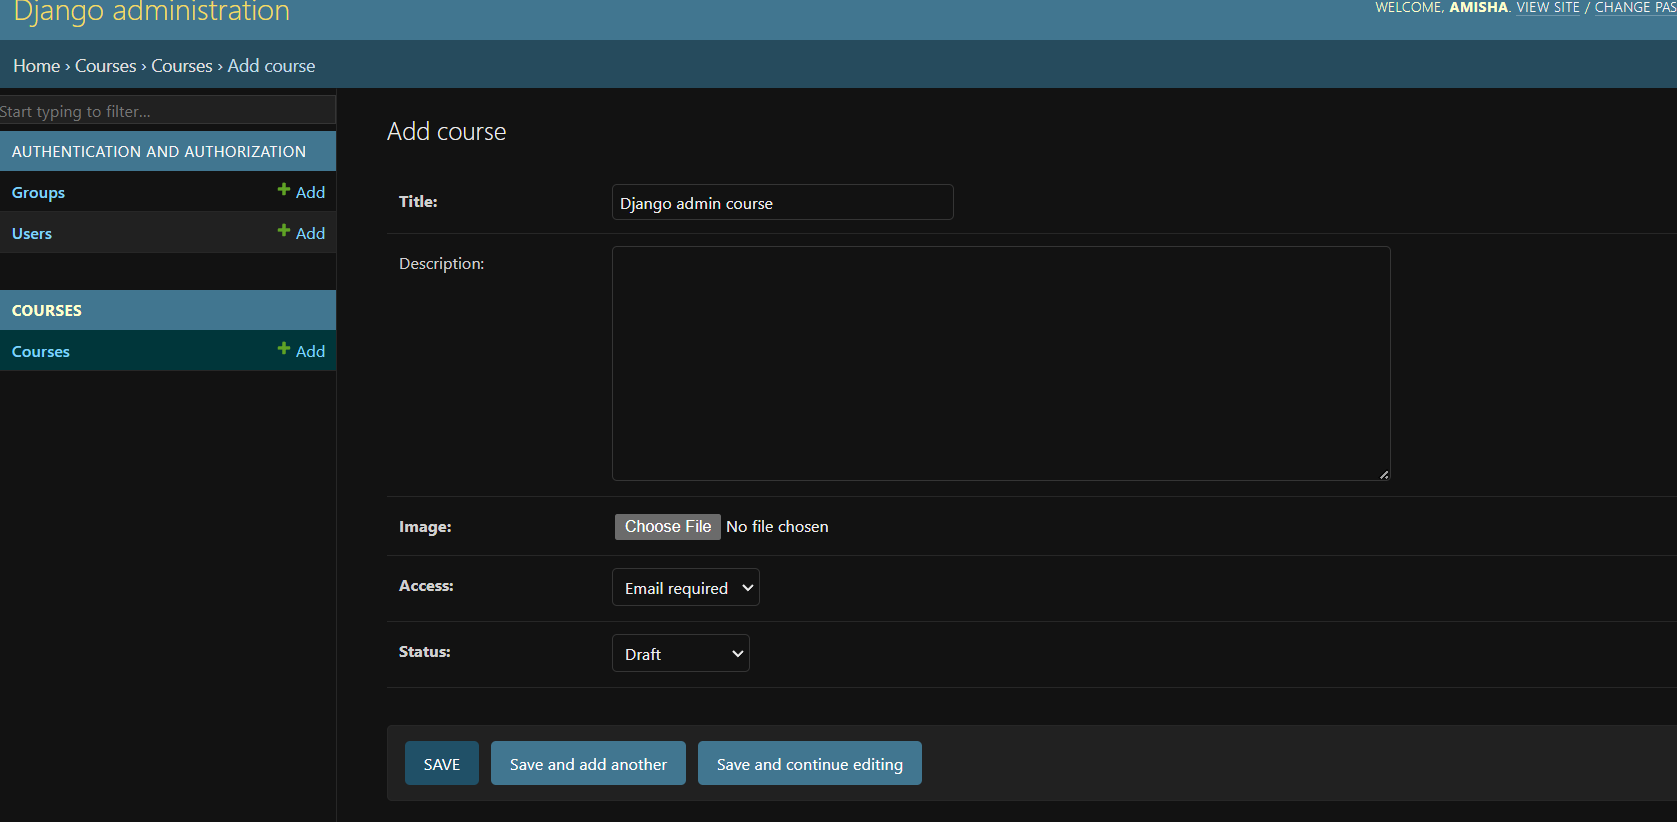 Django administration
WELCOME, AMISHA. VIEW SITE / CHANGE PAS
Home › Courses › Courses › Add course
Start typing to filter...
AUTHENTICATION AND AUTHORIZATION
Groups + Add
Users + Add
COURSES
Courses + Add
Add course
Title: Django admin course
Description:
Image: Choose File No file chosen
Access: Email required
Status: Draft
SAVE Save and add another Save and continue editing